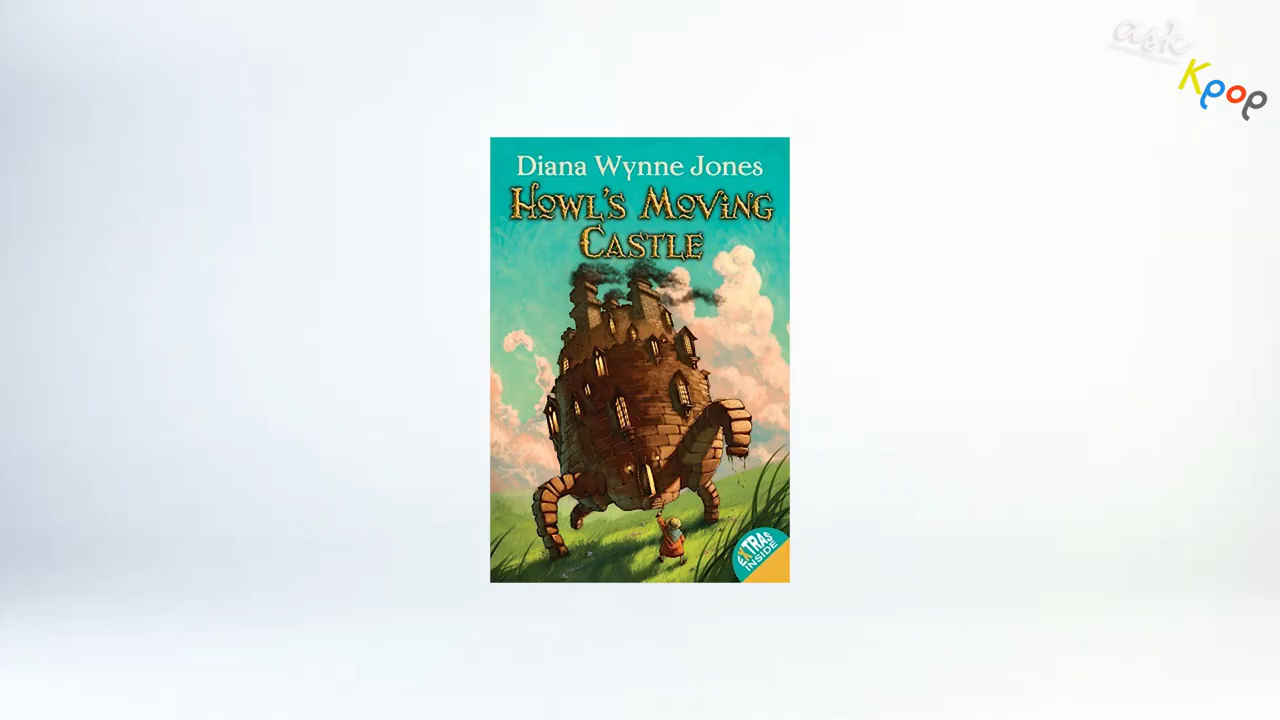 ask
Kpop
Diana Wynne Jones
HOWL'S MOVING
CASTLE
EXTRAS
INSIDE